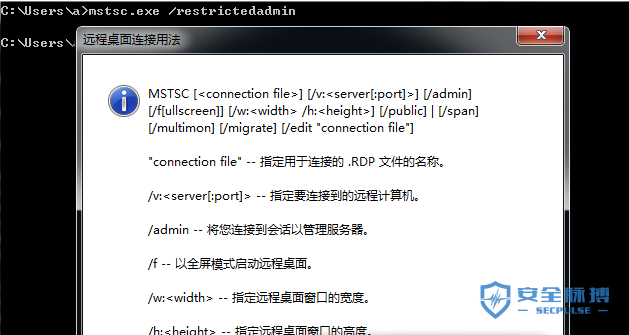 C:\Users\a>mstsc.exe /restrictedadmin
C:\Users\
远程桌面连接用法
MSTSC [<connection file>] [/v:<server[:port]>] [/admin]
[/f[ullscreen]] [/w:<width> /h:<height>] [/public] | [/span]
[/multimon] [/migrate] [/edit "connection file"]
"connection file" -- 指定用于连接的 .RDP 文件的名称。
/v:<server[:port]> -- 指定要连接到的远程计算机。
/admin -- 将您连接到会话以管理服务器。
/f -- 以全屏模式启动远程桌面。
/w:<width> -- 指定远程桌面窗口的宽度。
/h:<height> -- 指定远程桌面窗口的高度。
安全脉搏
SECPULSE